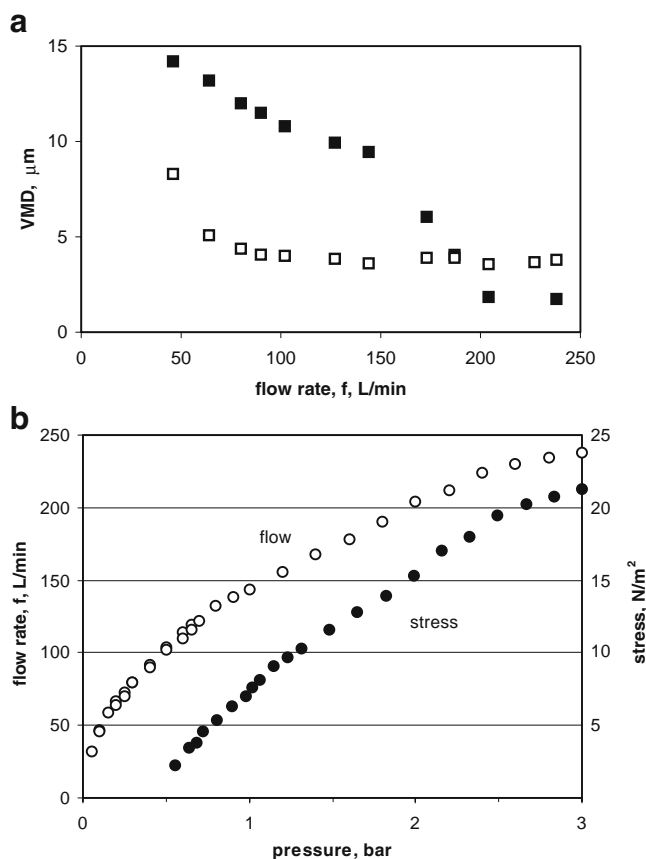 a
15
10
5
0
VMD, μm
0 50 100 150 200 250
flow rate, f, L/min
b
250 25
200 20
150 15
100 10
50 5
0
flow rate, f, L/min
stress, N/m²
flow
stress
0 1 2 3
pressure, bar